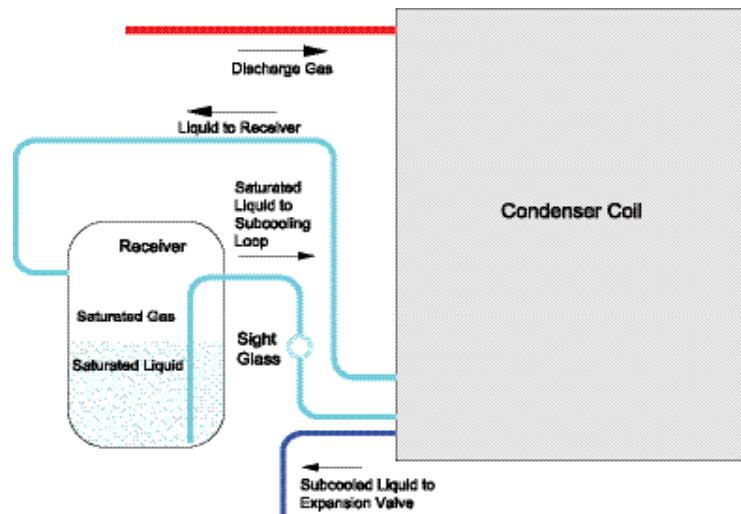 Discharge Gas
Liquid to Receiver
Saturated
Liquid to
Subcooling
Loop
Condenser Coil
Receiver
Saturated Gas
Sight
Glass
Saturated Liquid
Subcooled Liquid to
Expansion Valve